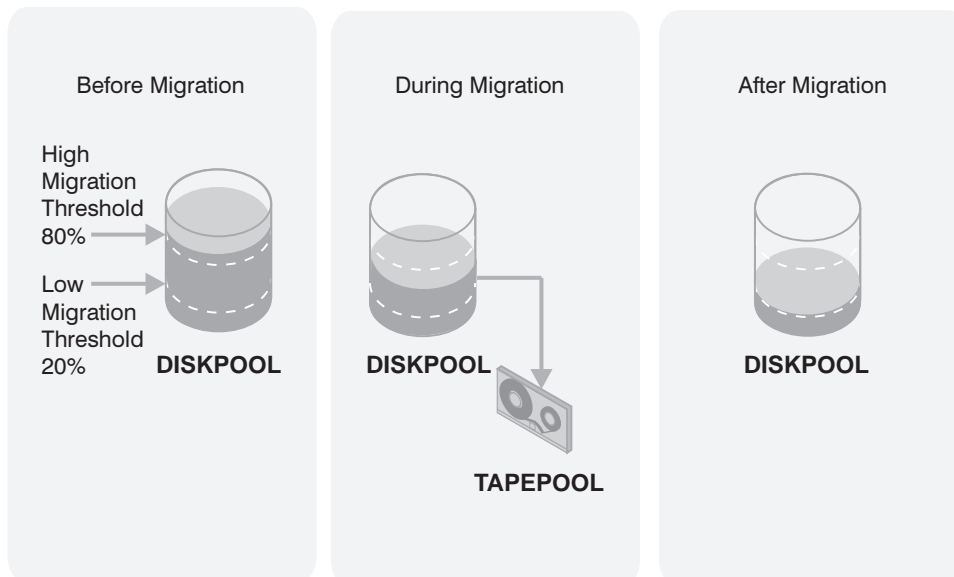 Before Migration
High
Migration
Threshold
80%
Low
Migration
Threshold
20%
DISKPOOL
During Migration
DISKPOOL
TAPEPOOL
After Migration
DISKPOOL